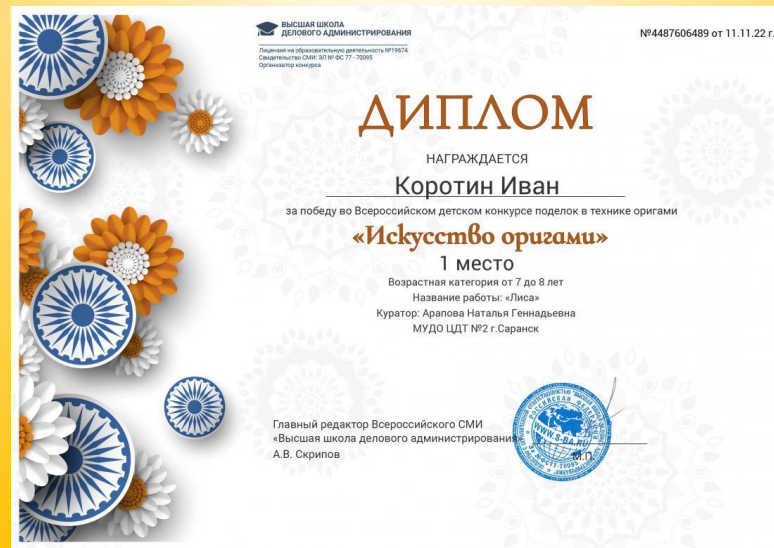 ВЫСШАЯ ШКОЛА
ДЕЛОВОГО АДМИНИСТРИРОВАНИЯ
Лицензия на образовательную деятельность №19674
Свидетельство СМИ: ЭЛ № ФС 77 - 70095
Организатор конкурса
№4487606489 от 11.11.22 г.
ДИПЛОМ
НАГРАЖДАЕТСЯ
Коротин Иван
за победу во Всероссийском детском конкурсе поделок в технике оригами
«Искусство оригами»
1 место
Возрастная категория от 7 до 8 лет
Название работы: «Лиса»
Куратор: Арапова Наталья Геннадьевна
МУДО ЦДТ №2 г.Саранск
Главный редактор Всероссийского СМИ
«Высшая школа делового администрирования»
А.В. Скрипов
РОССИЙСКАЯ ФЕДЕРАЦИЯ
WWW.S-BA.RU
М.П.